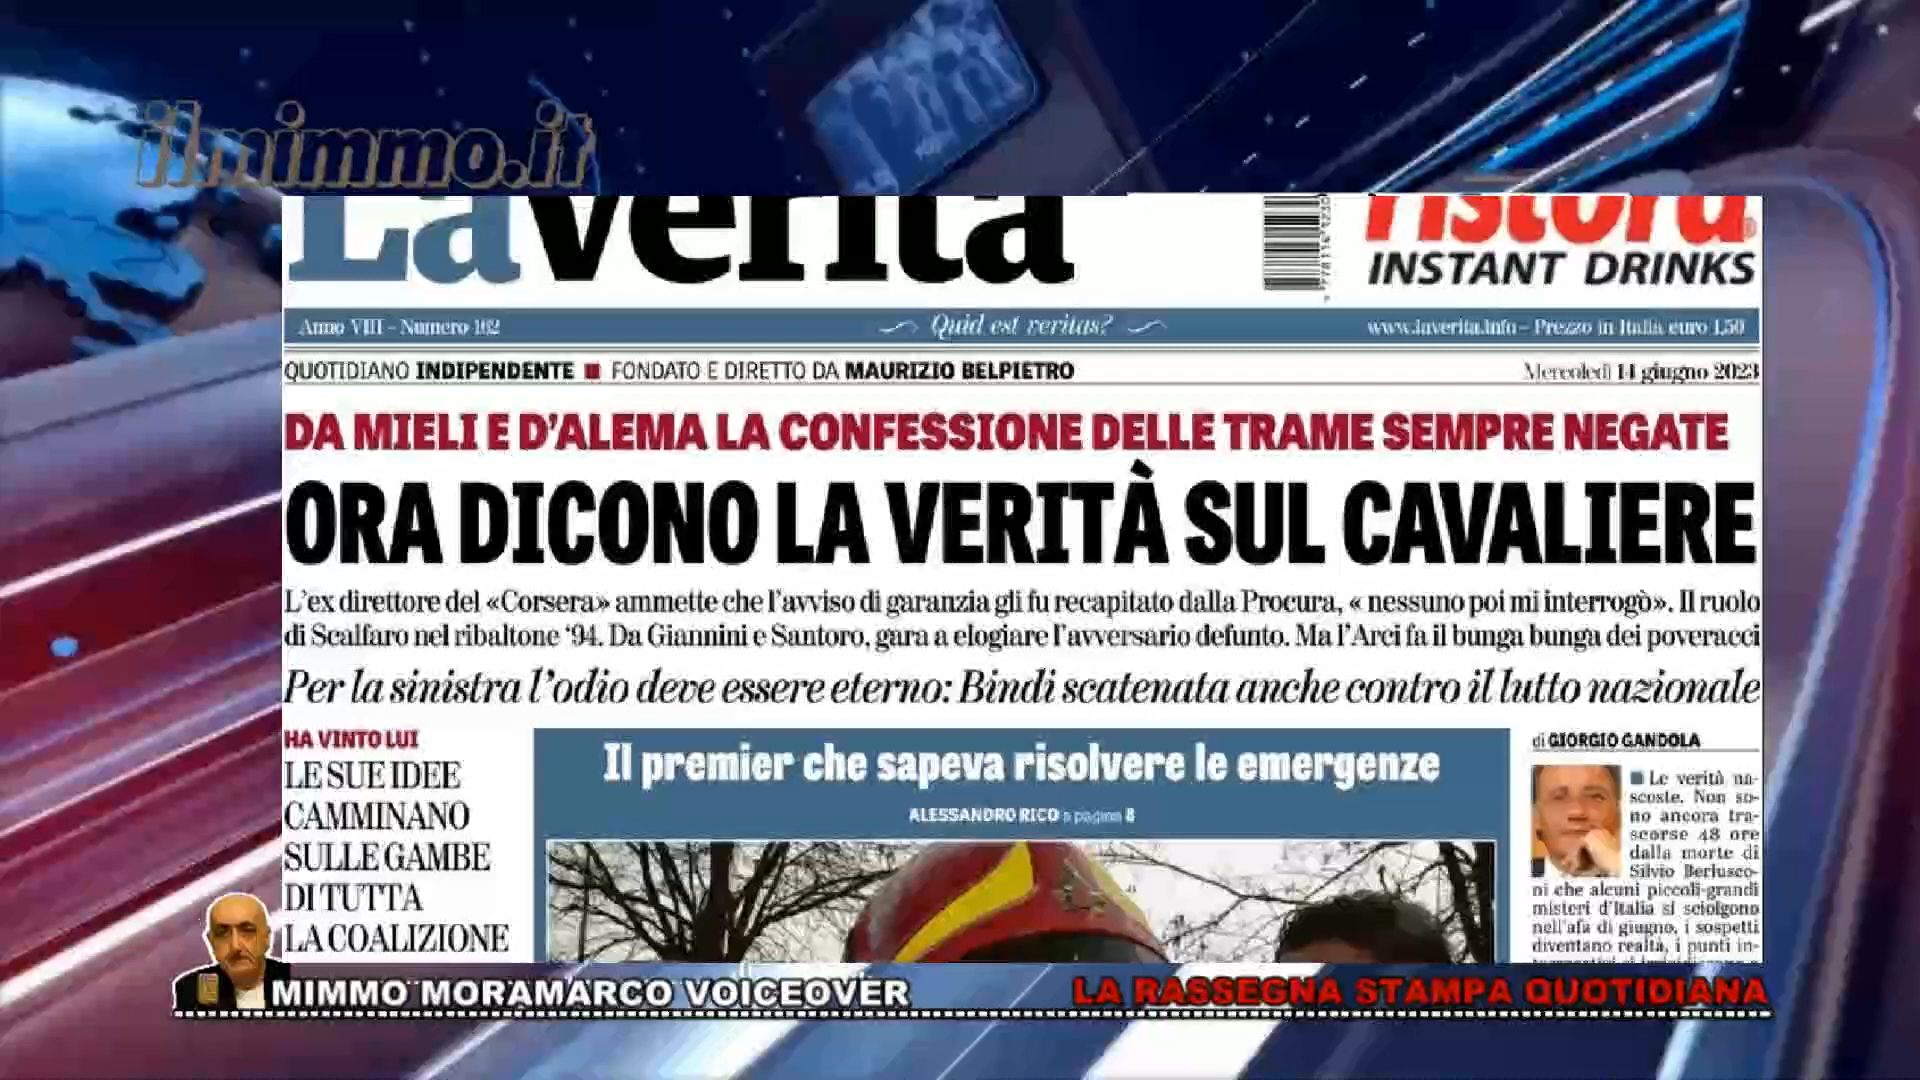 ilmimmo.it
LaVerità
ristora
INSTANT DRINKS
Anno VIII - Numero 162
Quid est veritas?
www.laverita.info - Prezzo in Italia euro 1,50
QUOTIDIANO INDIPENDENTE ■ FONDATO E DIRETTO DA MAURIZIO BELPIETRO
Mercoledì 14 giugno 2023
DA MIELI E D'ALEMA LA CONFESSIONE DELLE TRAME SEMPRE NEGATE
ORA DICONO LA VERITÀ SUL CAVALIERE
L'ex direttore del «Corsera» ammette che l'avviso di garanzia gli fu recapitato dalla Procura, « nessuno poi mi interrogò». Il ruolo
di Scalfaro nel ribaltone '94. Da Giannini e Santoro, gara a elogiare l'avversario defunto. Ma l'Arci fa il bunga bunga dei poveracci
Per la sinistra l'odio deve essere eterno: Bindi scatenata anche contro il lutto nazionale
HA VINTO LUI
LE SUE IDEE
CAMMINANO
SULLE GAMBE
DI TUTTA
LA COALIZIONE
Il premier che sapeva risolvere le emergenze
ALESSANDRO RICO a pagina 8
di GIORGIO GANDOLA
■ Le verità na-
scoste. Non so-
no ancora tra-
scorse 48 ore
dalla morte di
Silvio Berlusco-
ni che alcuni piccoli-grandi
misteri d'Italia si sciolgono
nell'afa di giugno, i sospetti
diventano realtà, i punti in-
MIMMO MORAMARCO VOICEOVER
LA RASSEGNA STAMPA QUOTIDIANA